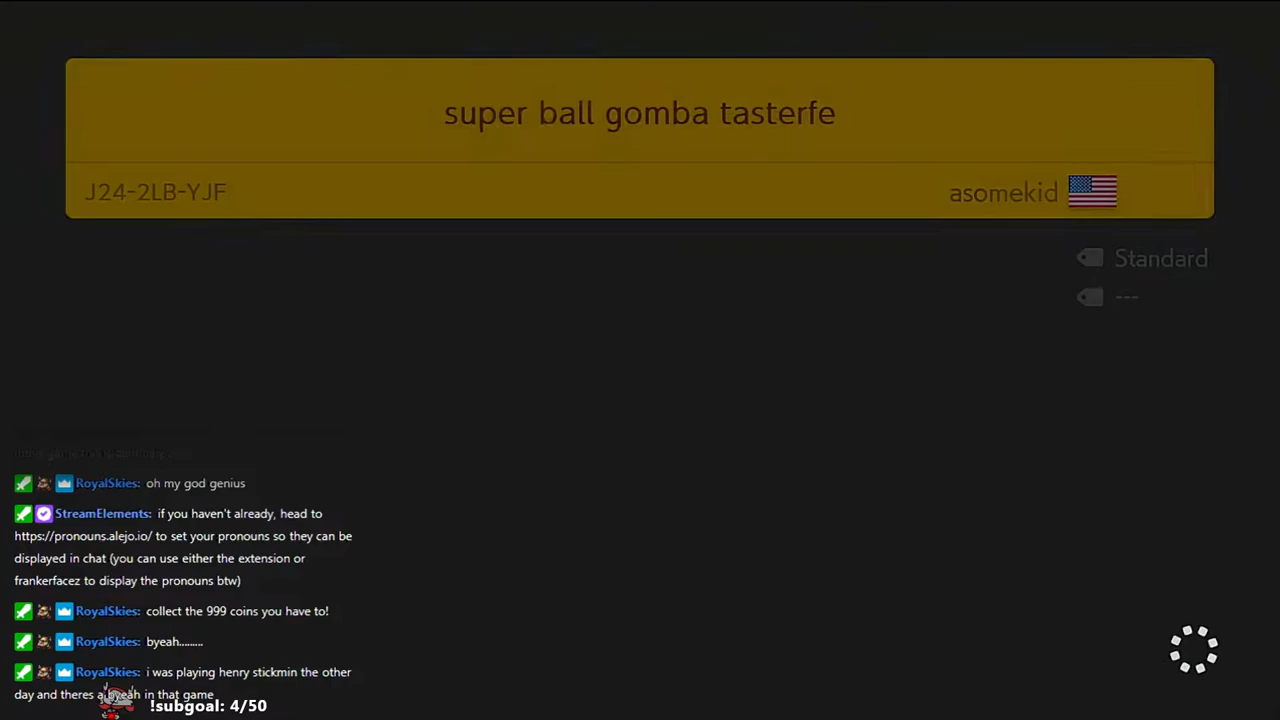 super ball gomba tasterfe
J24-2LB-YJF
asomekid
Standard
---
RoyalSkies: oh my god genius
StreamElements: if you haven't already, head to
https://pronouns.alejo.io/ to set your pronouns so they can be
displayed in chat (you can use either the extension or
frankerfacez to display the pronouns btw)
RoyalSkies: collect the 999 coins you have to!
RoyalSkies: byeah.........
RoyalSkies: i was playing henry stickmin the other
day and theres a byeah in that game
!subgoal: 4/50